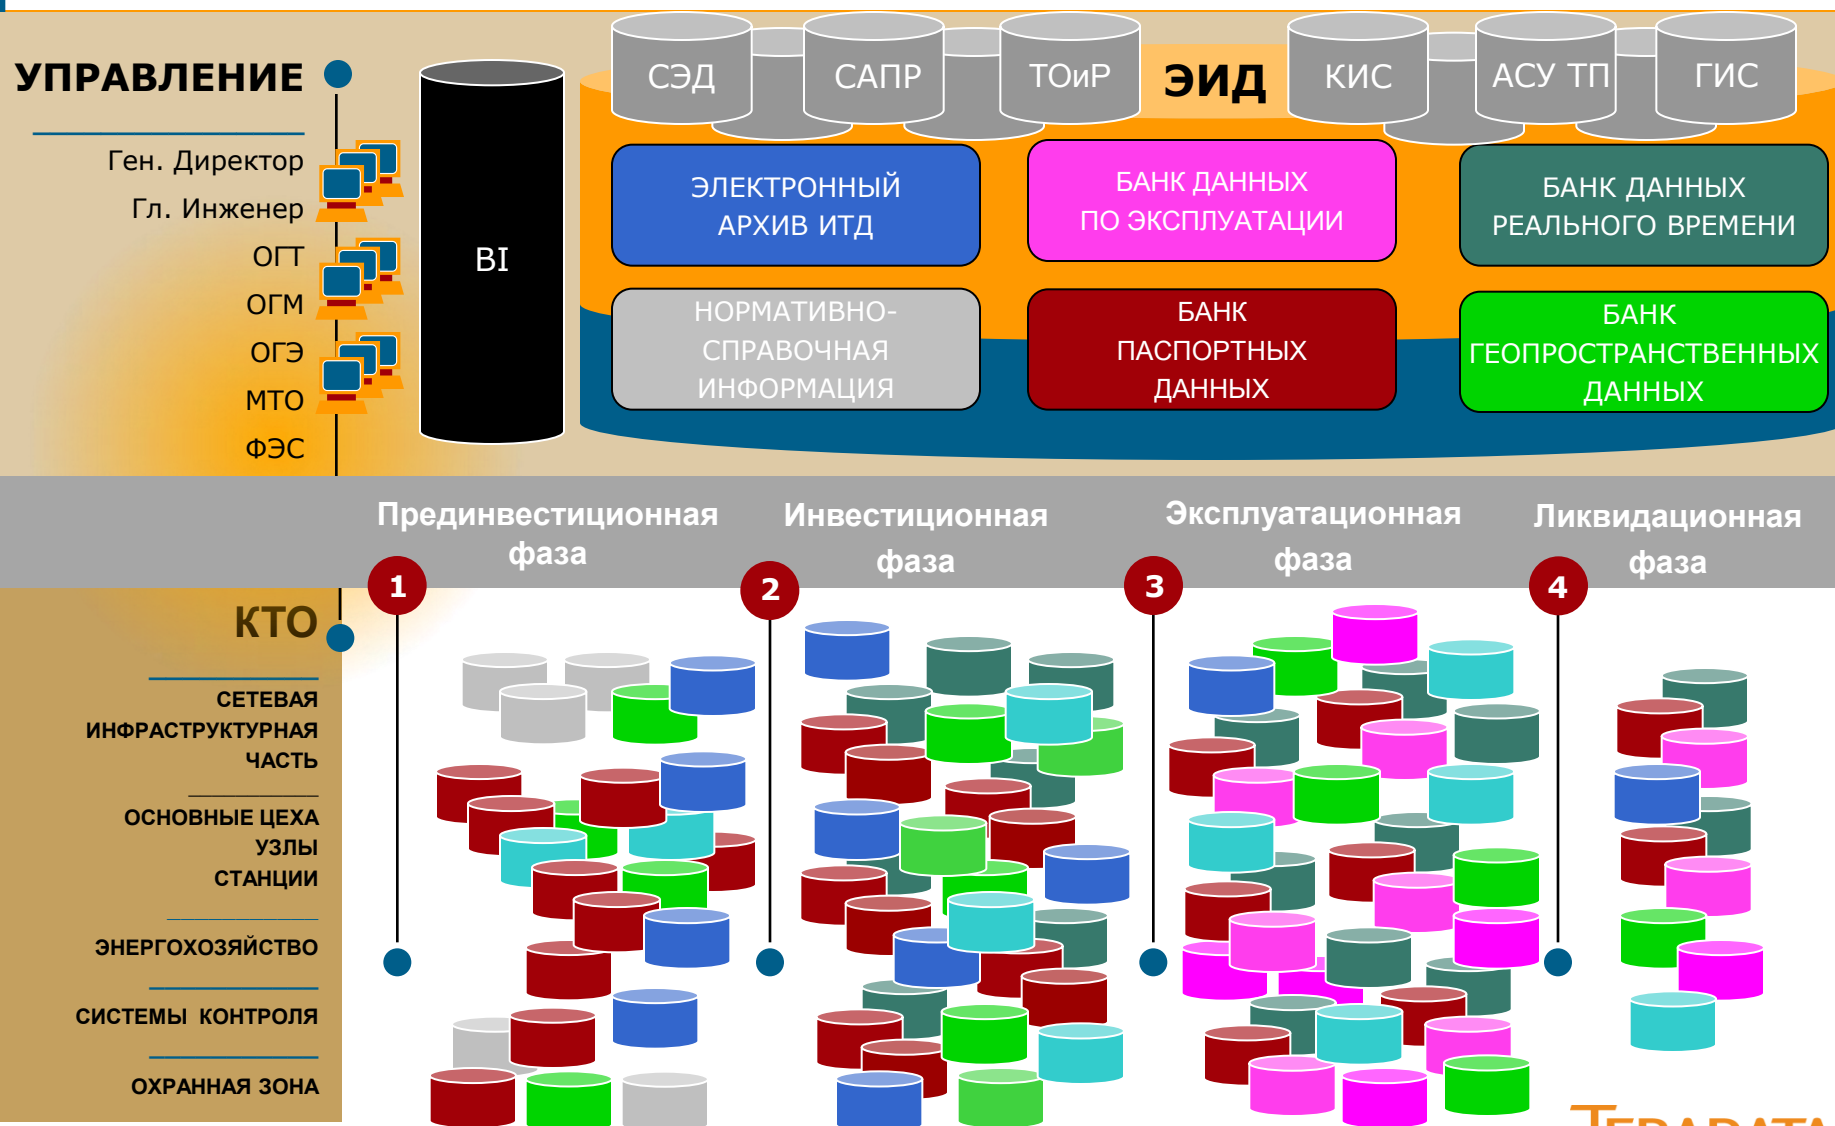 УПРАВЛЕНИЕ
Ген. Директор
Гл. Инженер
ОГТ
ОГМ
ОГЭ
МТО
ФЭС
BI
СЭД
САПР
ТОиР
ЭИД
КИС
АСУ ТП
ГИС
ЭЛЕКТРОННЫЙ
АРХИВ ИТД
БАНК ДАННЫХ
ПО ЭКСПЛУАТАЦИИ
БАНК ДАННЫХ
РЕАЛЬНОГО ВРЕМЕНИ
НОРМАТИВНО-
СПРАВОЧНАЯ
ИНФОРМАЦИЯ
БАНК
ПАСПОРТНЫХ
ДАННЫХ
БАНК
ГЕОПРОСТРАНСТВЕННЫХ
ДАННЫХ
Прединвестиционная
фаза
Инвестиционная
фаза
Эксплуатационная
фаза
Ликвидационная
фаза
1
2
3
4
КТО
СЕТЕВАЯ
ИНФРАСТРУКТУРНАЯ
ЧАСТЬ
ОСНОВНЫЕ ЦЕХА
УЗЛЫ
СТАНЦИИ
ЭНЕРГОХОЗЯЙСТВО
СИСТЕМЫ КОНТРОЛЯ
ОХРАННАЯ ЗОНА
TERADATA